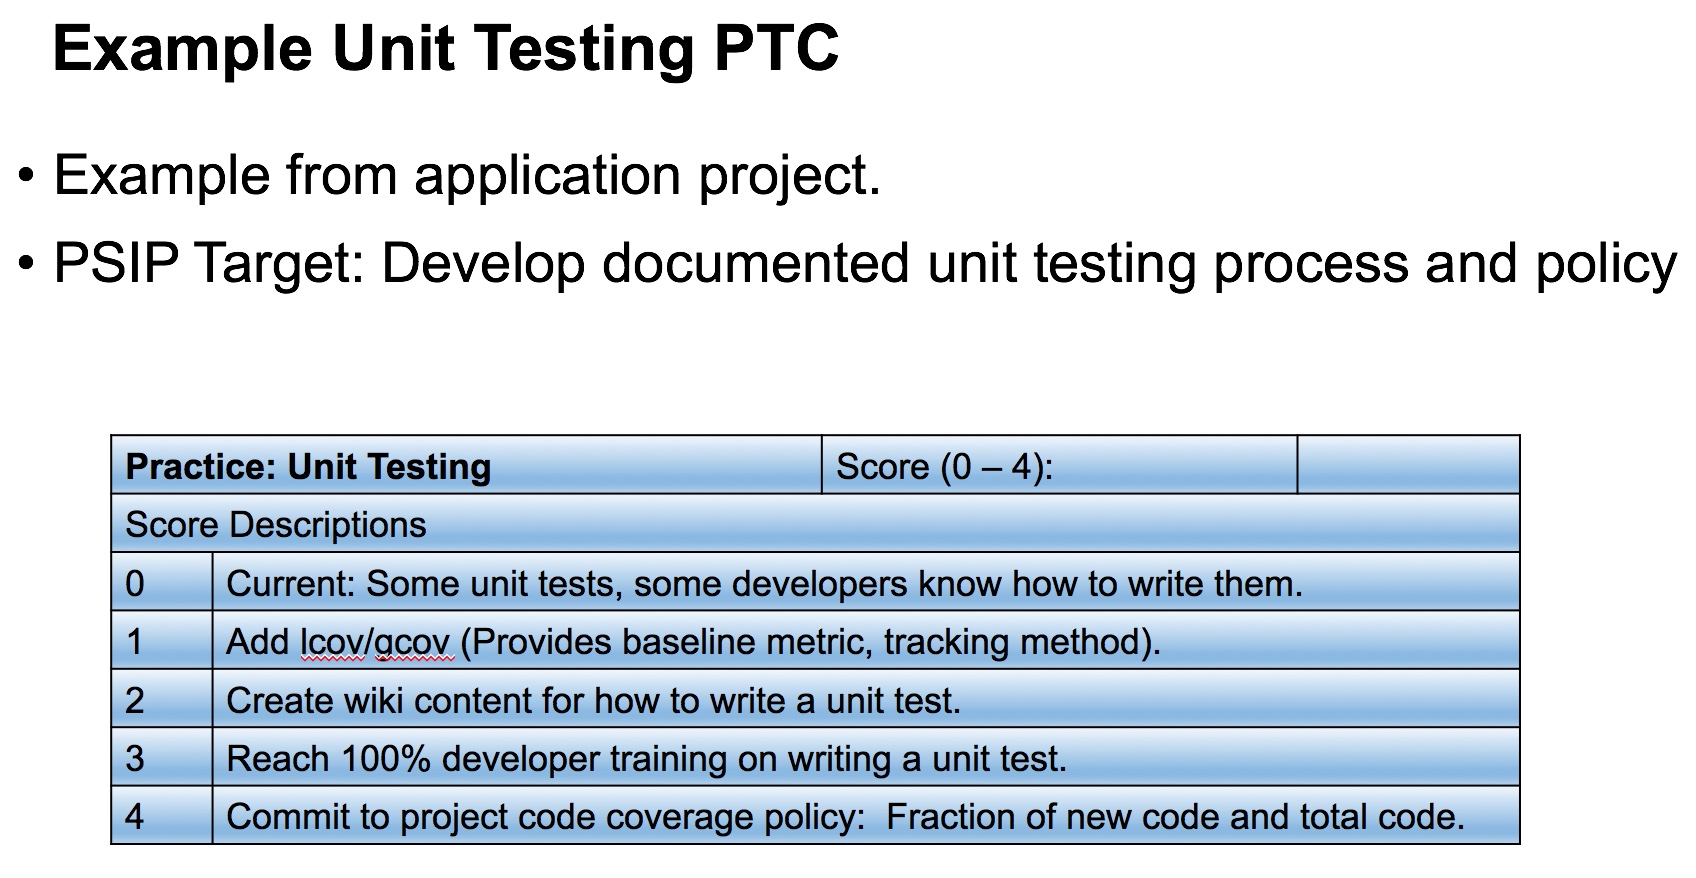 Example Unit Testing PTC
• Example from application project.
• PSIP Target: Develop documented unit testing process and policy
Practice: Unit Testing Score (0 – 4):
Score Descriptions
0 Current: Some unit tests, some developers know how to write them.
1 Add lcov/gcov (Provides baseline metric, tracking method).
2 Create wiki content for how to write a unit test.
3 Reach 100% developer training on writing a unit test.
4 Commit to project code coverage policy:  Fraction of new code and total code.